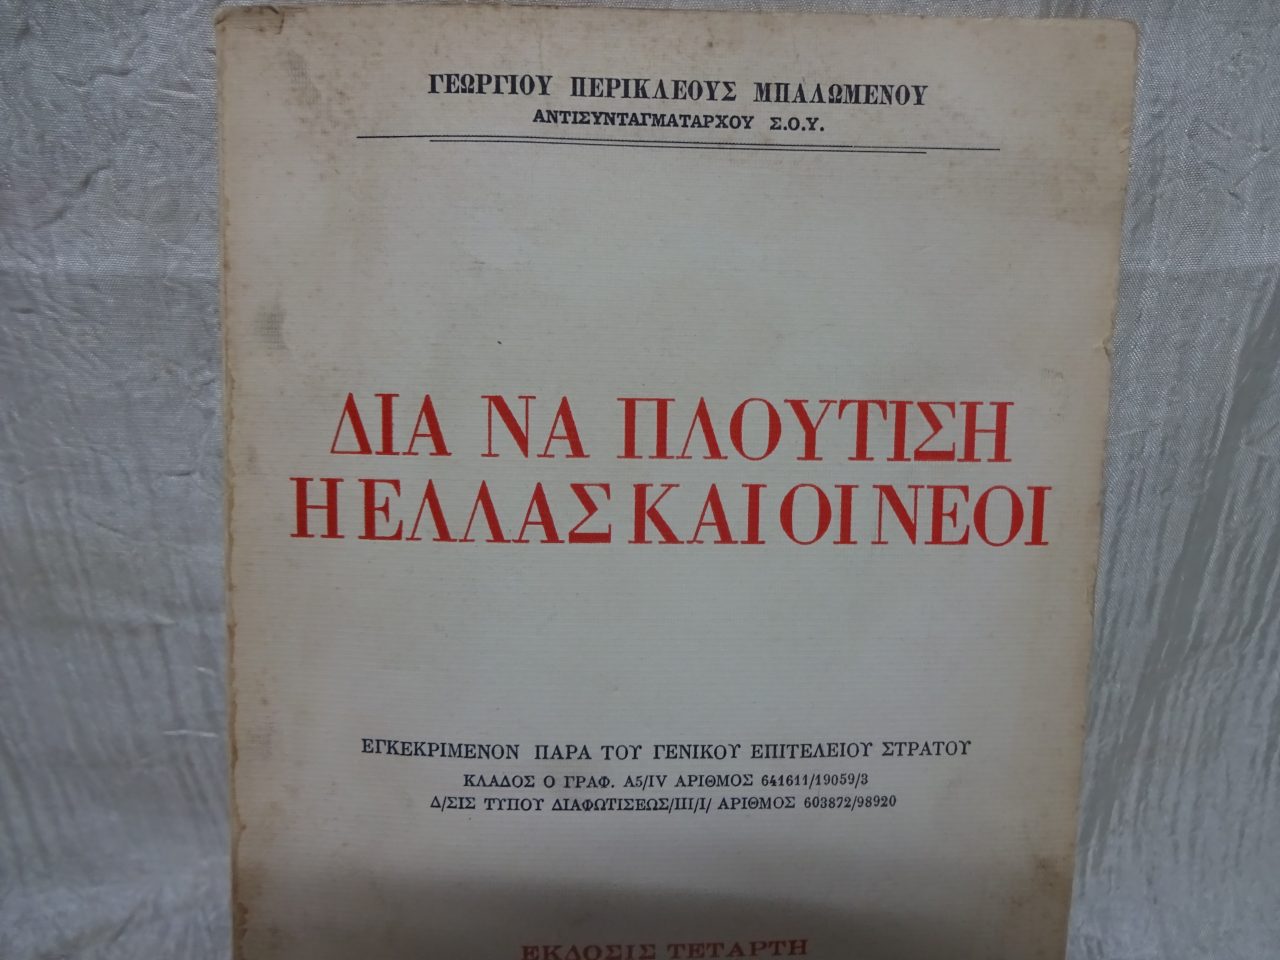 ΓΕΩΡΓΙΟΥ ΠΕΡΙΚΛΕΟΥΣ ΜΠΑΛΩΜΕΝΟΥ
ΑΝΤΙΣΥΝΤΑΓΜΑΤΑΡΧΟΥ Σ.Ο.Υ.
ΔΙΑ ΝΑ ΠΛΟΥΤΙΣΗ
Η ΕΛΛΑΣ ΚΑΙ ΟΙ ΝΕΟΙ
ΕΓΚΕΚΡΙΜΕΝΟΝ ΠΑΡΑ ΤΟΥ ΓΕΝΙΚΟΥ ΕΠΙΤΕΛΕΙΟΥ ΣΤΡΑΤΟΥ
ΚΛΑΔΟΣ Ο ΓΡΑΦ. Α5/IV ΑΡΙΘΜΟΣ 641611/19059/3
Δ/ΣΙΣ ΤΥΠΟΥ ΔΙΑΦΩΤΙΣΕΩΣ/ΙΙΙ/Ι/ ΑΡΙΘΜΟΣ 603872/98920
ΕΚΔΟΣΙΣ ΤΕΤΑΡΤΗ